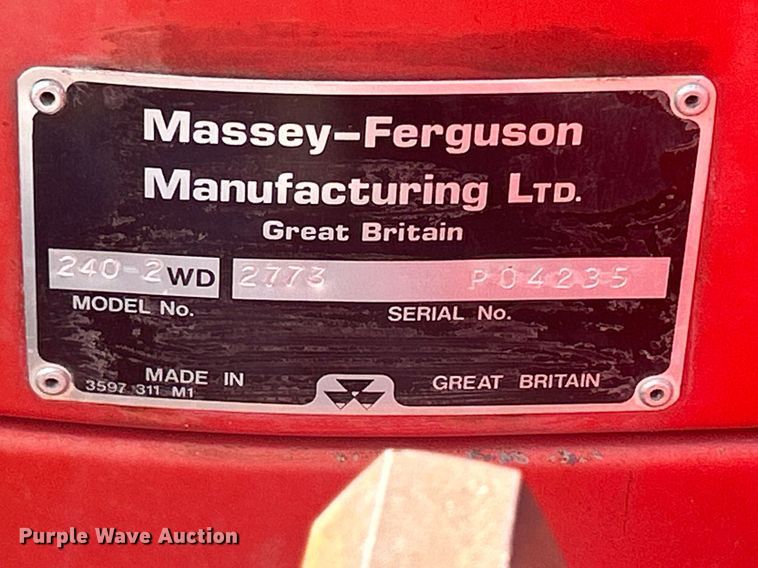 Massey-Ferguson
Manufacturing LTD.
Great Britain
240-2WD 2773 P04235
MODEL No. SERIAL No.
MADE IN GREAT BRITAIN
3597 311 M1
Purple Wave Auction